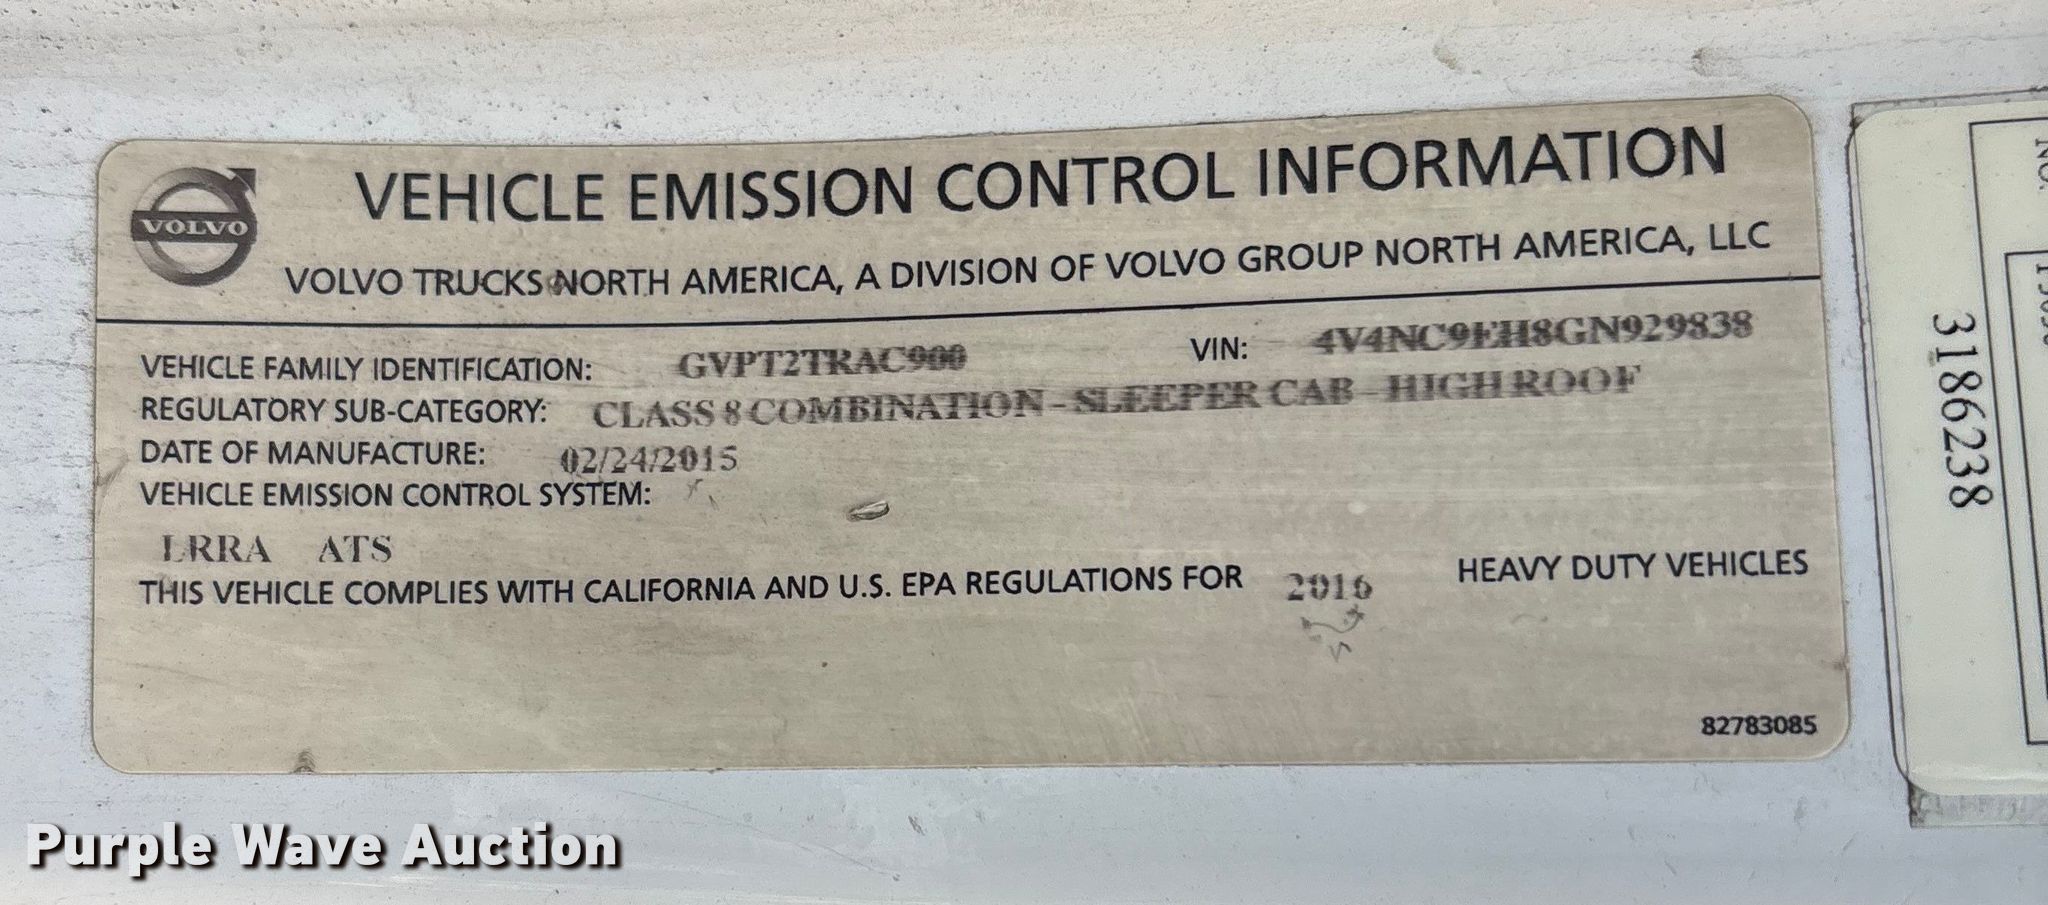 VOLVO
VEHICLE EMISSION CONTROL INFORMATION
VOLVO TRUCKS NORTH AMERICA, A DIVISION OF VOLVO GROUP NORTH AMERICA, LLC
VEHICLE FAMILY IDENTIFICATION: GVPT2TRAC900 VIN: 4V4NC9EH8GN929838
REGULATORY SUB-CATEGORY: CLASS 8 COMBINATION - SLEEPER CAB - HIGH ROOF
DATE OF MANUFACTURE: 02/24/2015
VEHICLE EMISSION CONTROL SYSTEM:
LRRA ATS
THIS VEHICLE COMPLIES WITH CALIFORNIA AND U.S. EPA REGULATIONS FOR 2016 HEAVY DUTY VEHICLES
82783085
NO.
3186238
Purple Wave Auction